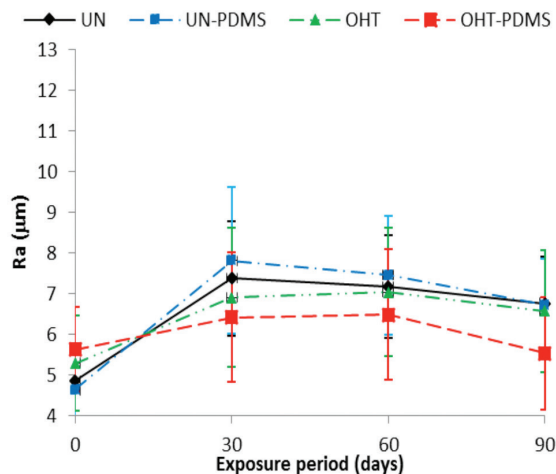 UN UN-PDMS OHT OHT-PDMS
13
12
11
10
9
8
7
6
5
4
Ra (µm)
0 30 60 90
Exposure period (days)